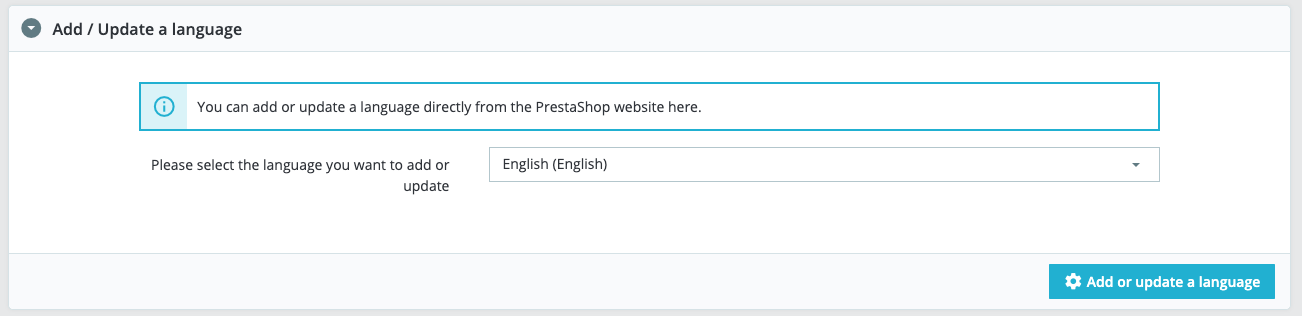 Add / Update a language
You can add or update a language directly from the PrestaShop website here.
Please select the language you want to add or
update
English (English)
Add or update a language